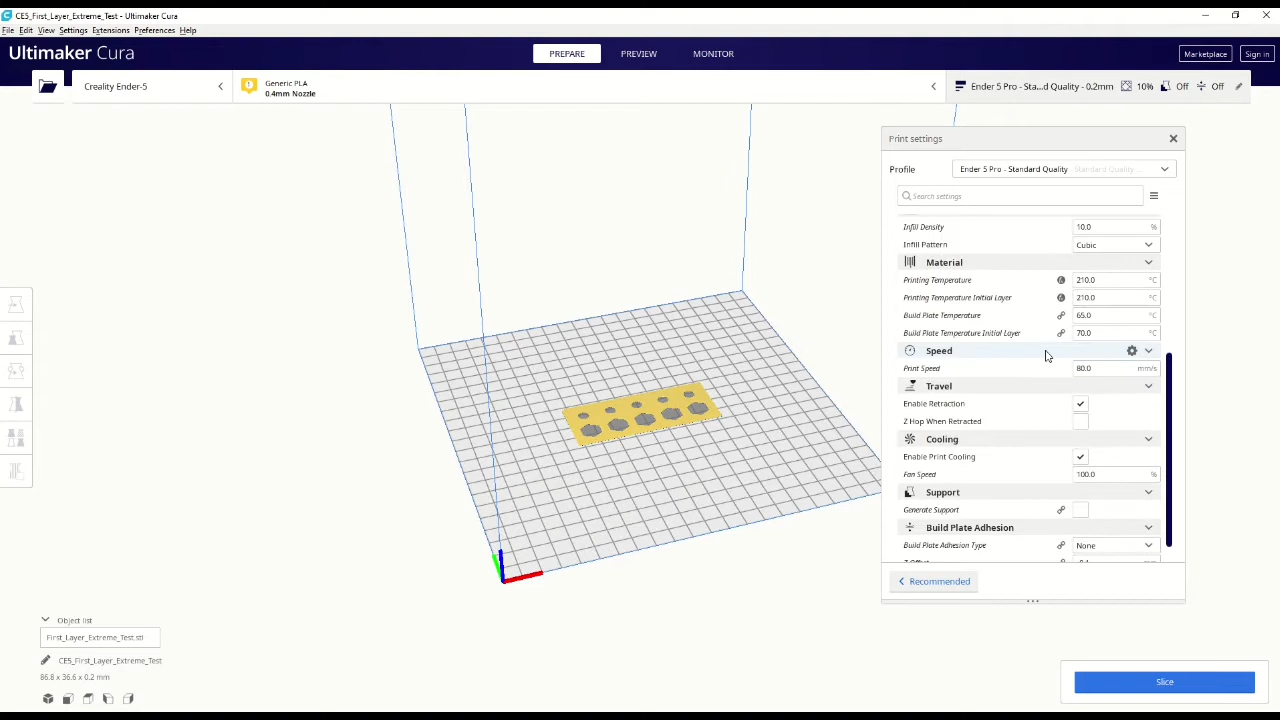 CE5_First_Layer_Extreme_Test - Ultimaker Cura
File Edit View Settings Extensions Preferences Help
Ultimaker Cura
PREPARE
PREVIEW
MONITOR
Marketplace
Sign in
Creality Ender-5
Generic PLA
0.4mm Nozzle
Ender 5 Pro - Sta...d Quality - 0.2mm
10%
Off
Off
Print settings
Profile
Ender 5 Pro - Standard Quality Standard Quality ...
Search settings
Infill Density 10.0 %
Infill Pattern Cubic
Material
Printing Temperature 210.0 °C
Printing Temperature Initial Layer 210.0 °C
Build Plate Temperature 65.0 °C
Build Plate Temperature Initial Layer 70.0 °C
Speed
Print Speed 80.0 mm/s
Travel
Enable Retraction
Z Hop When Retracted
Cooling
Enable Print Cooling
Fan Speed 100.0 %
Support
Generate Support
Build Plate Adhesion
Build Plate Adhesion Type None
Recommended
Object list
First_Layer_Extreme_Test.stl
CE5_First_Layer_Extreme_Test
86.8 x 36.6 x 0.2 mm
Slice